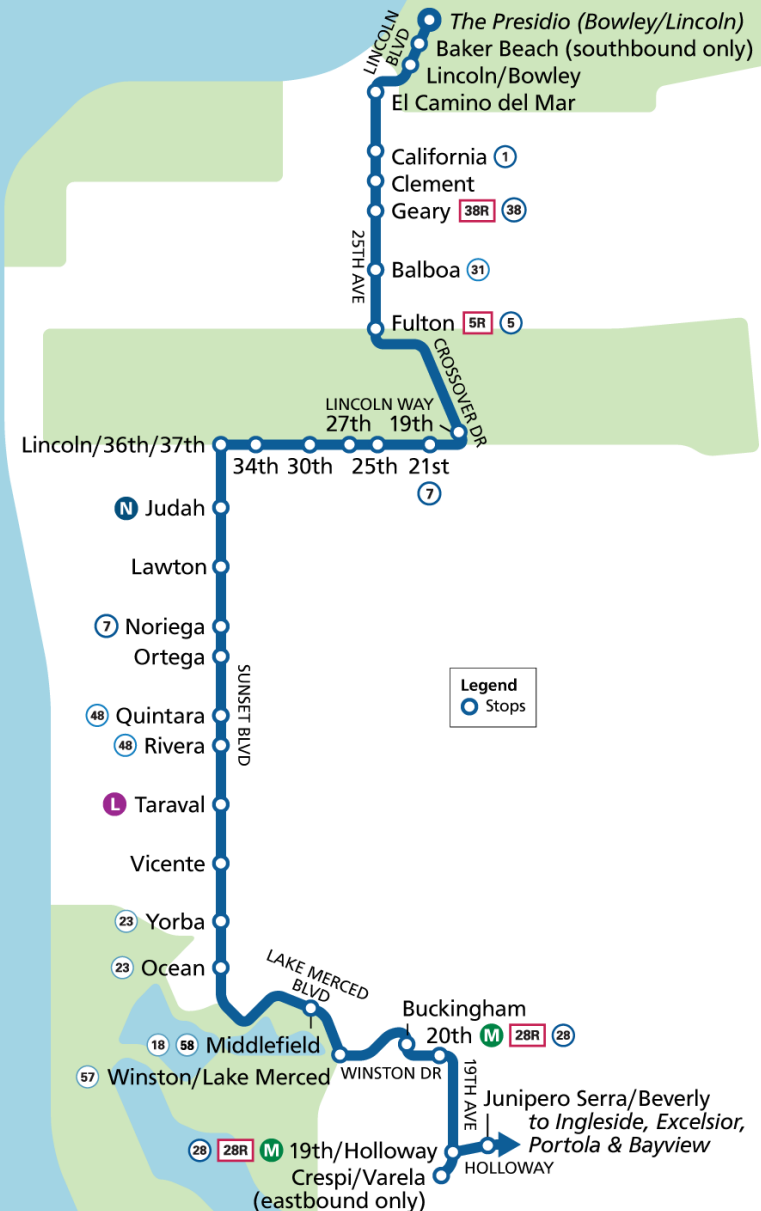 The Presidio (Bowley/Lincoln)
LINCOLN
BLVD
Baker Beach (southbound only)
Lincoln/Bowley
El Camino del Mar
California 1
Clement
Geary 38R 38
25TH AVE
Balboa 31
Fulton 5R 5
CROSSOVER DR
LINCOLN WAY
27th 19th
Lincoln/36th/37th
34th 30th 25th 21st
7
N Judah
Lawton
7 Noriega
Ortega
SUNSET BLVD
Legend
Stops
48 Quintara
48 Rivera
L Taraval
Vicente
23 Yorba
23 Ocean
LAKE MERCED
BLVD
Buckingham
20th M 28R 28
18 58 Middlefield
57 Winston/Lake Merced
WINSTON DR
19TH AVE
Junipero Serra/Beverly
to Ingleside, Excelsior,
Portola & Bayview
28 28R M 19th/Holloway
HOLLOWAY
Crespi/Varela
(eastbound only)